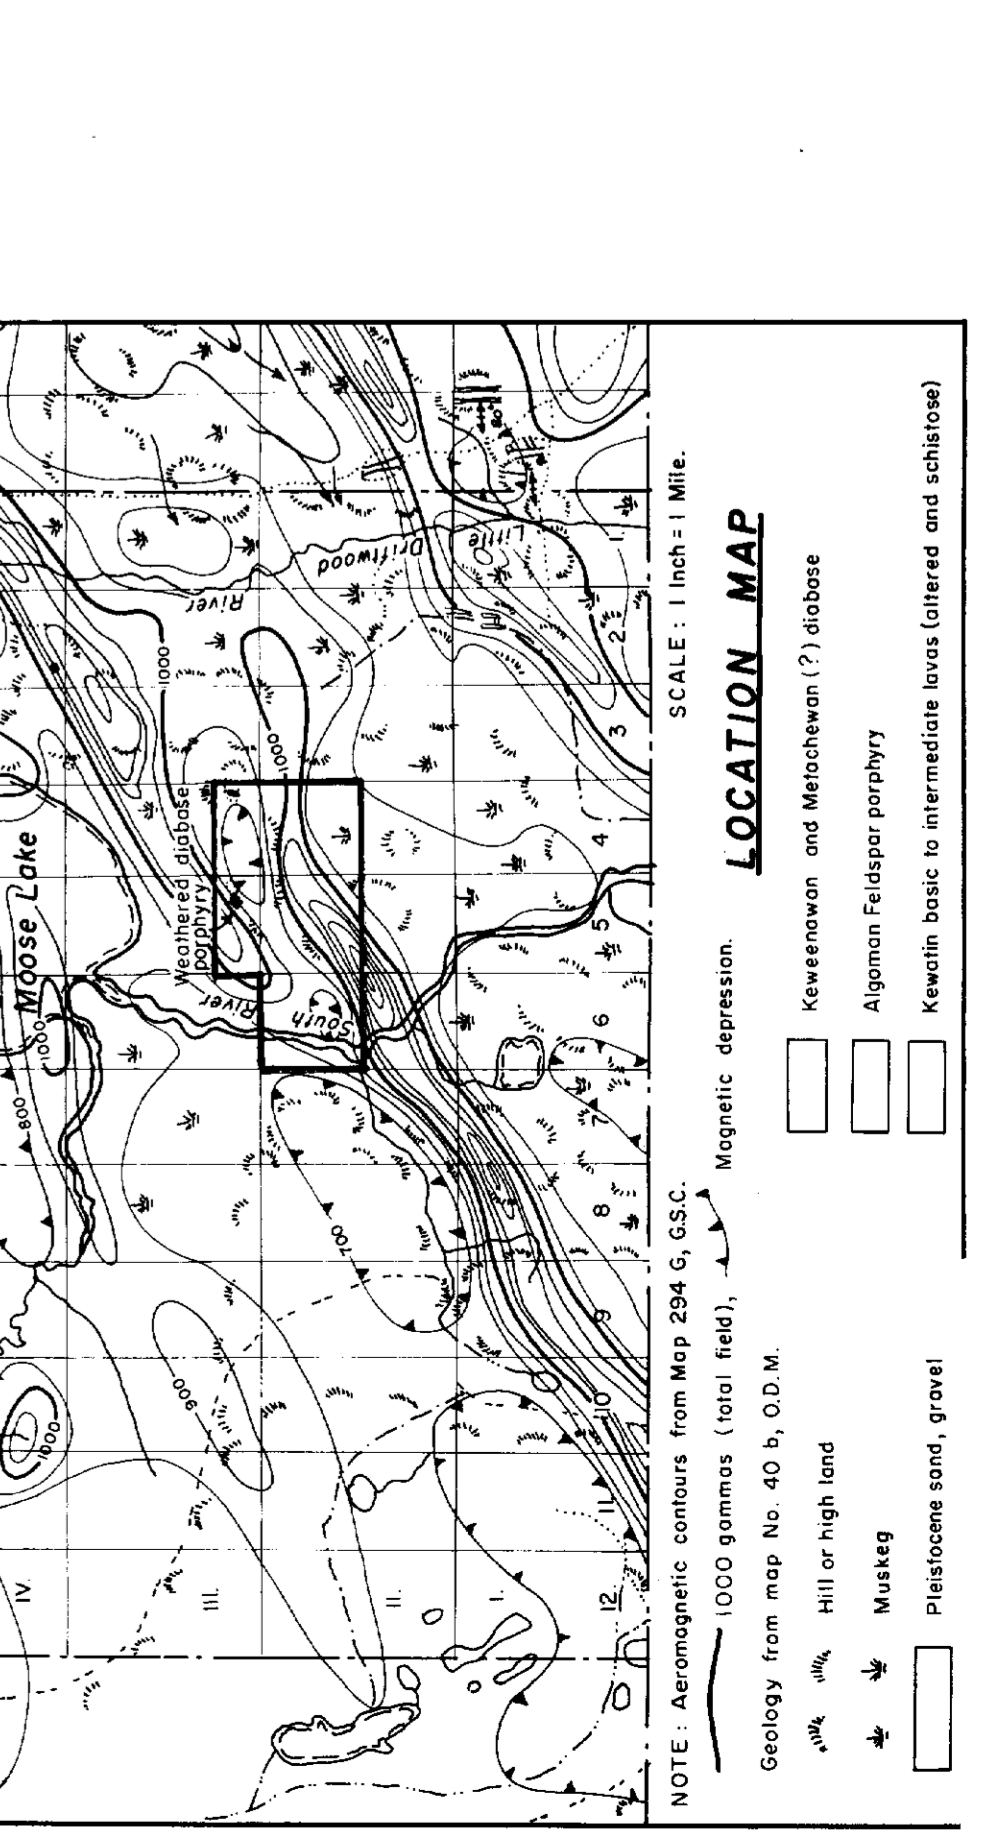 Moose Lake
1000
800
1000
1000
1000
900
700
Weathered diabase
porphyry
River
South
River
Driftwood
Little
80°
IV.
III.
II.
I.
12.
11.
10
9
8
7
6
5
4
3
2
1.
NOTE: Aeromagnetic contours from Map 294 G, G.S.C.
SCALE: 1 Inch = 1 Mile.
1000 gammas (total field),
Magnetic depression.
LOCATION MAP
Geology from map No. 40 b, O.D.M.
Hill or high land
Muskeg
Pleistocene sand, gravel
Keweenawan and Metachewan (?) diabase
Algoman Feldspar porphyry
Kewatin basic to intermediate lavas (altered and schistose)